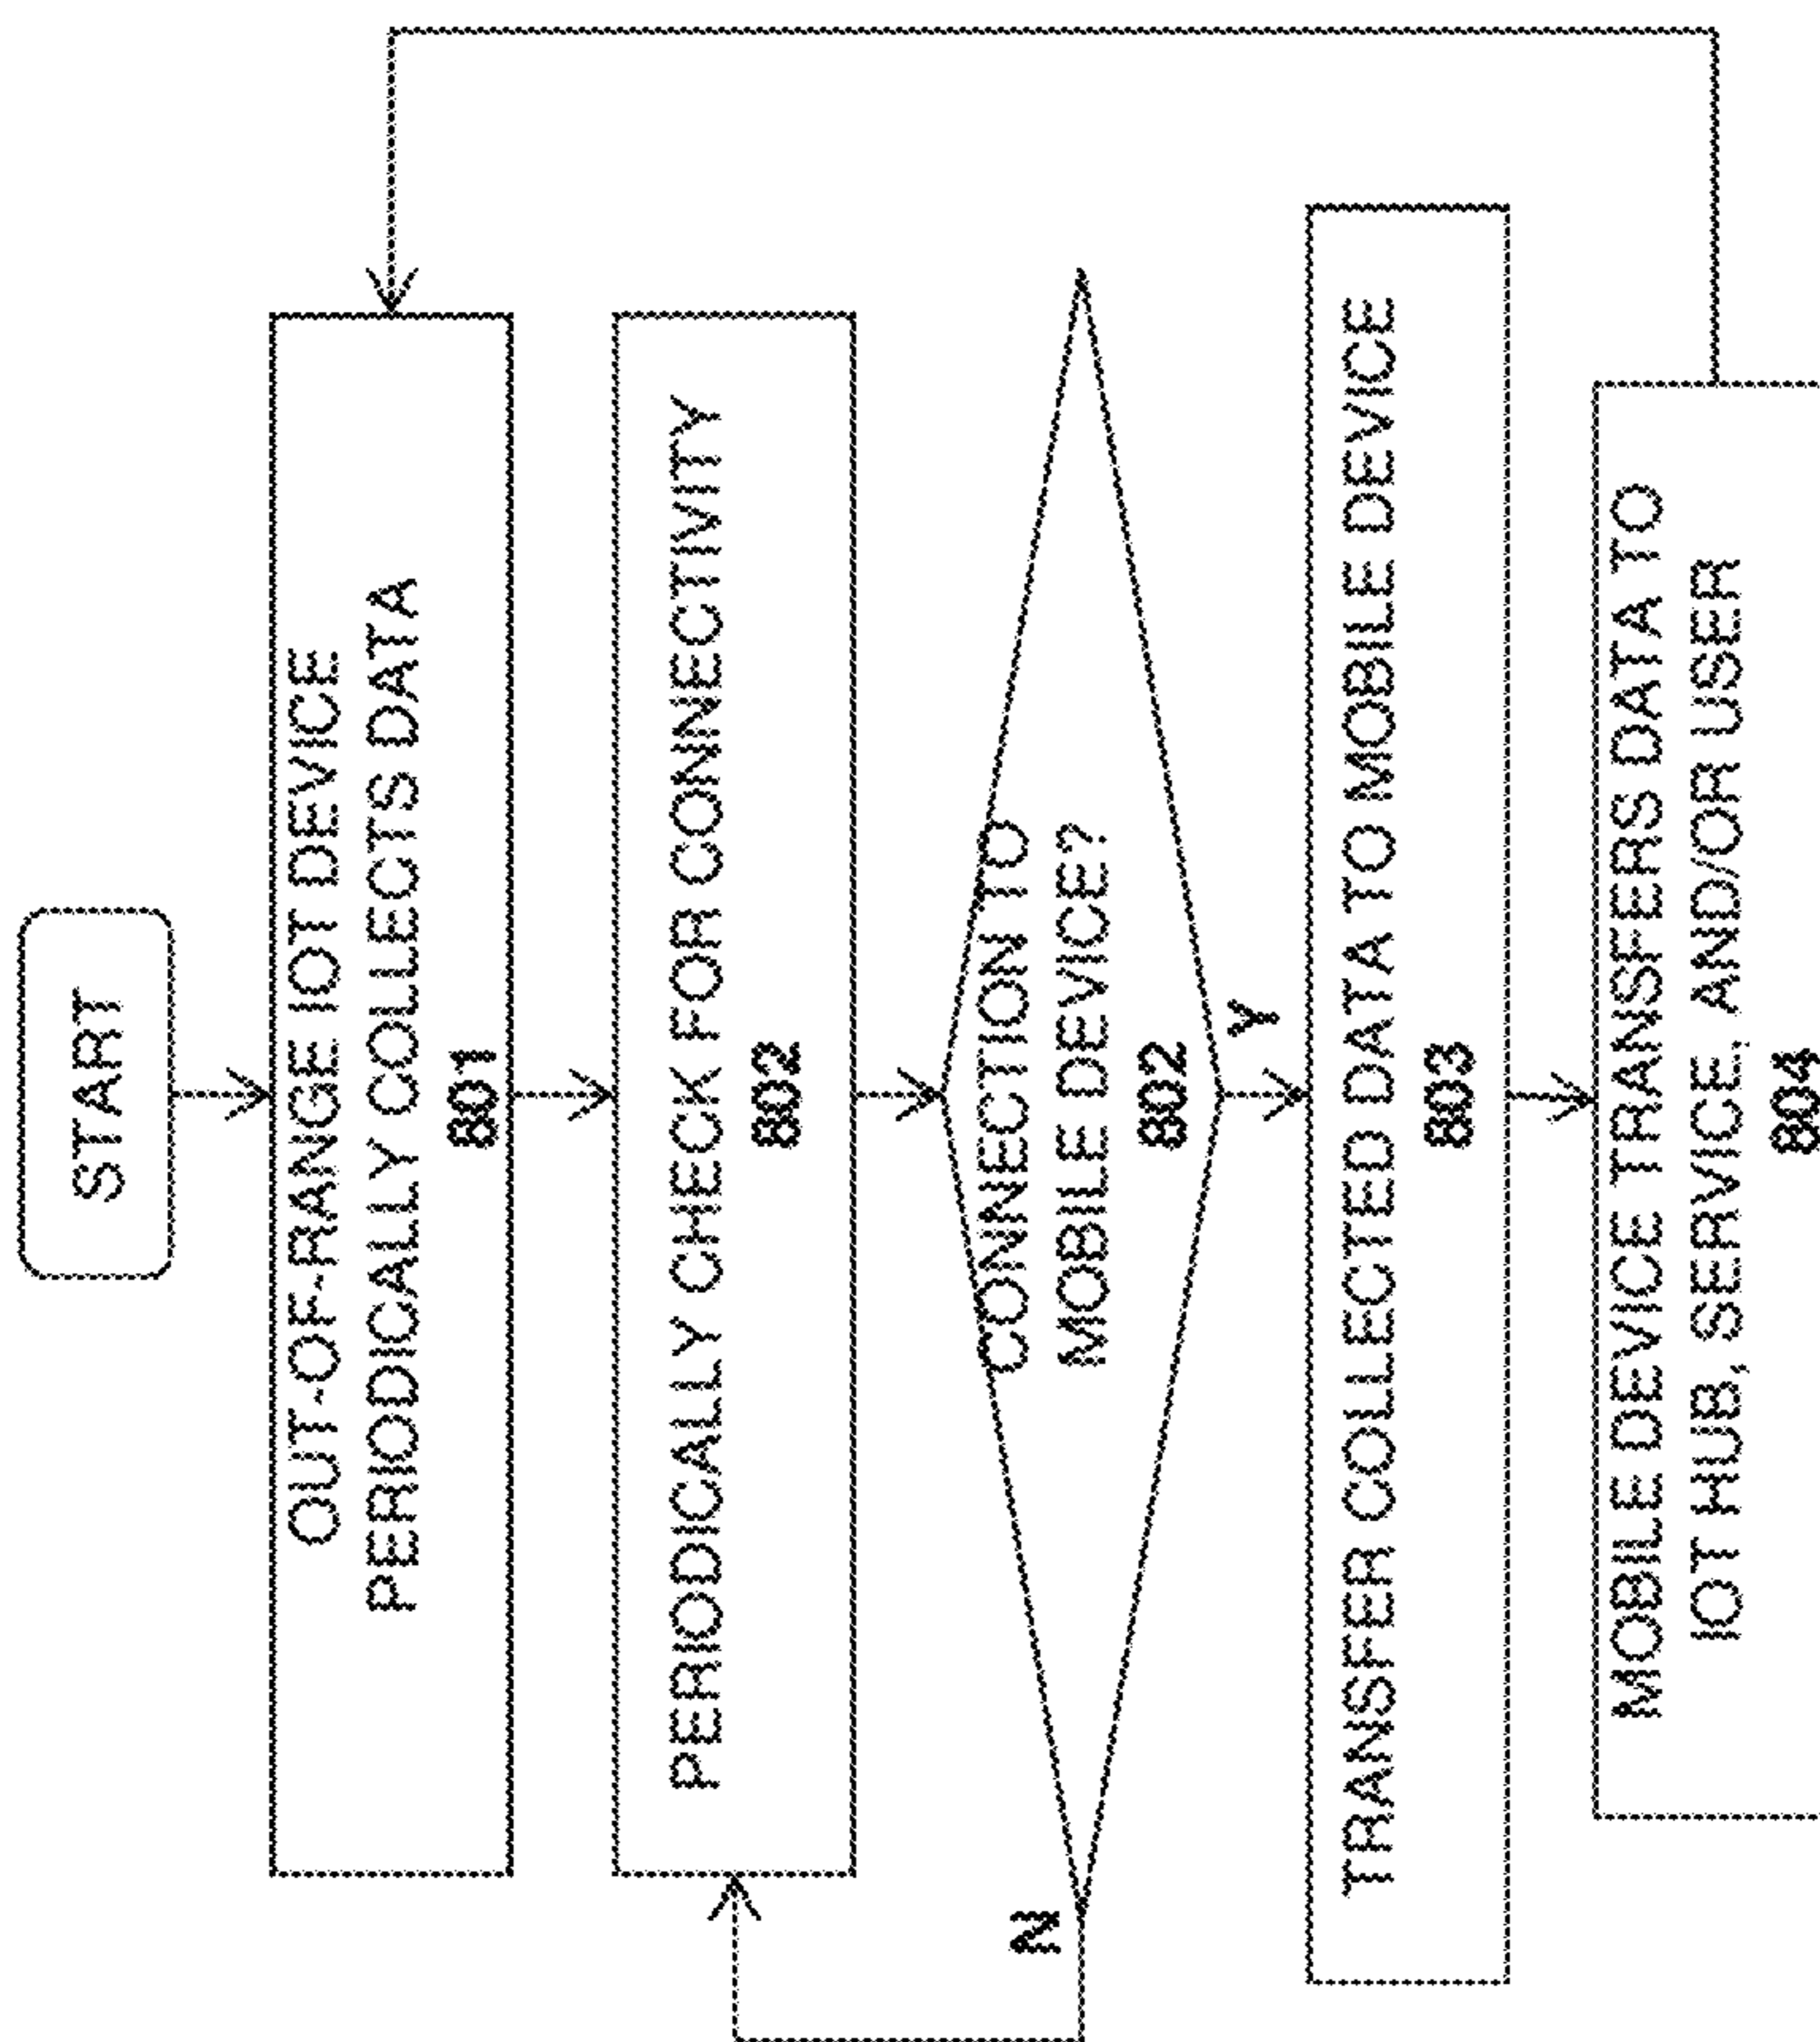 START
OUT-OF-RANGE IOT DEVICE
PERIODICALLY COLLECTS DATA
801
PERIODICALLY CHECK FOR CONNECTIVITY
802
CONNECTION TO
MOBILE DEVICE?
802
N
Y
TRANSFER COLLECTED DATA TO MOBILE DEVICE
803
MOBILE DEVICE TRANSFERS DATA TO
IOT HUB, SERVICE, AND/OR USER
804